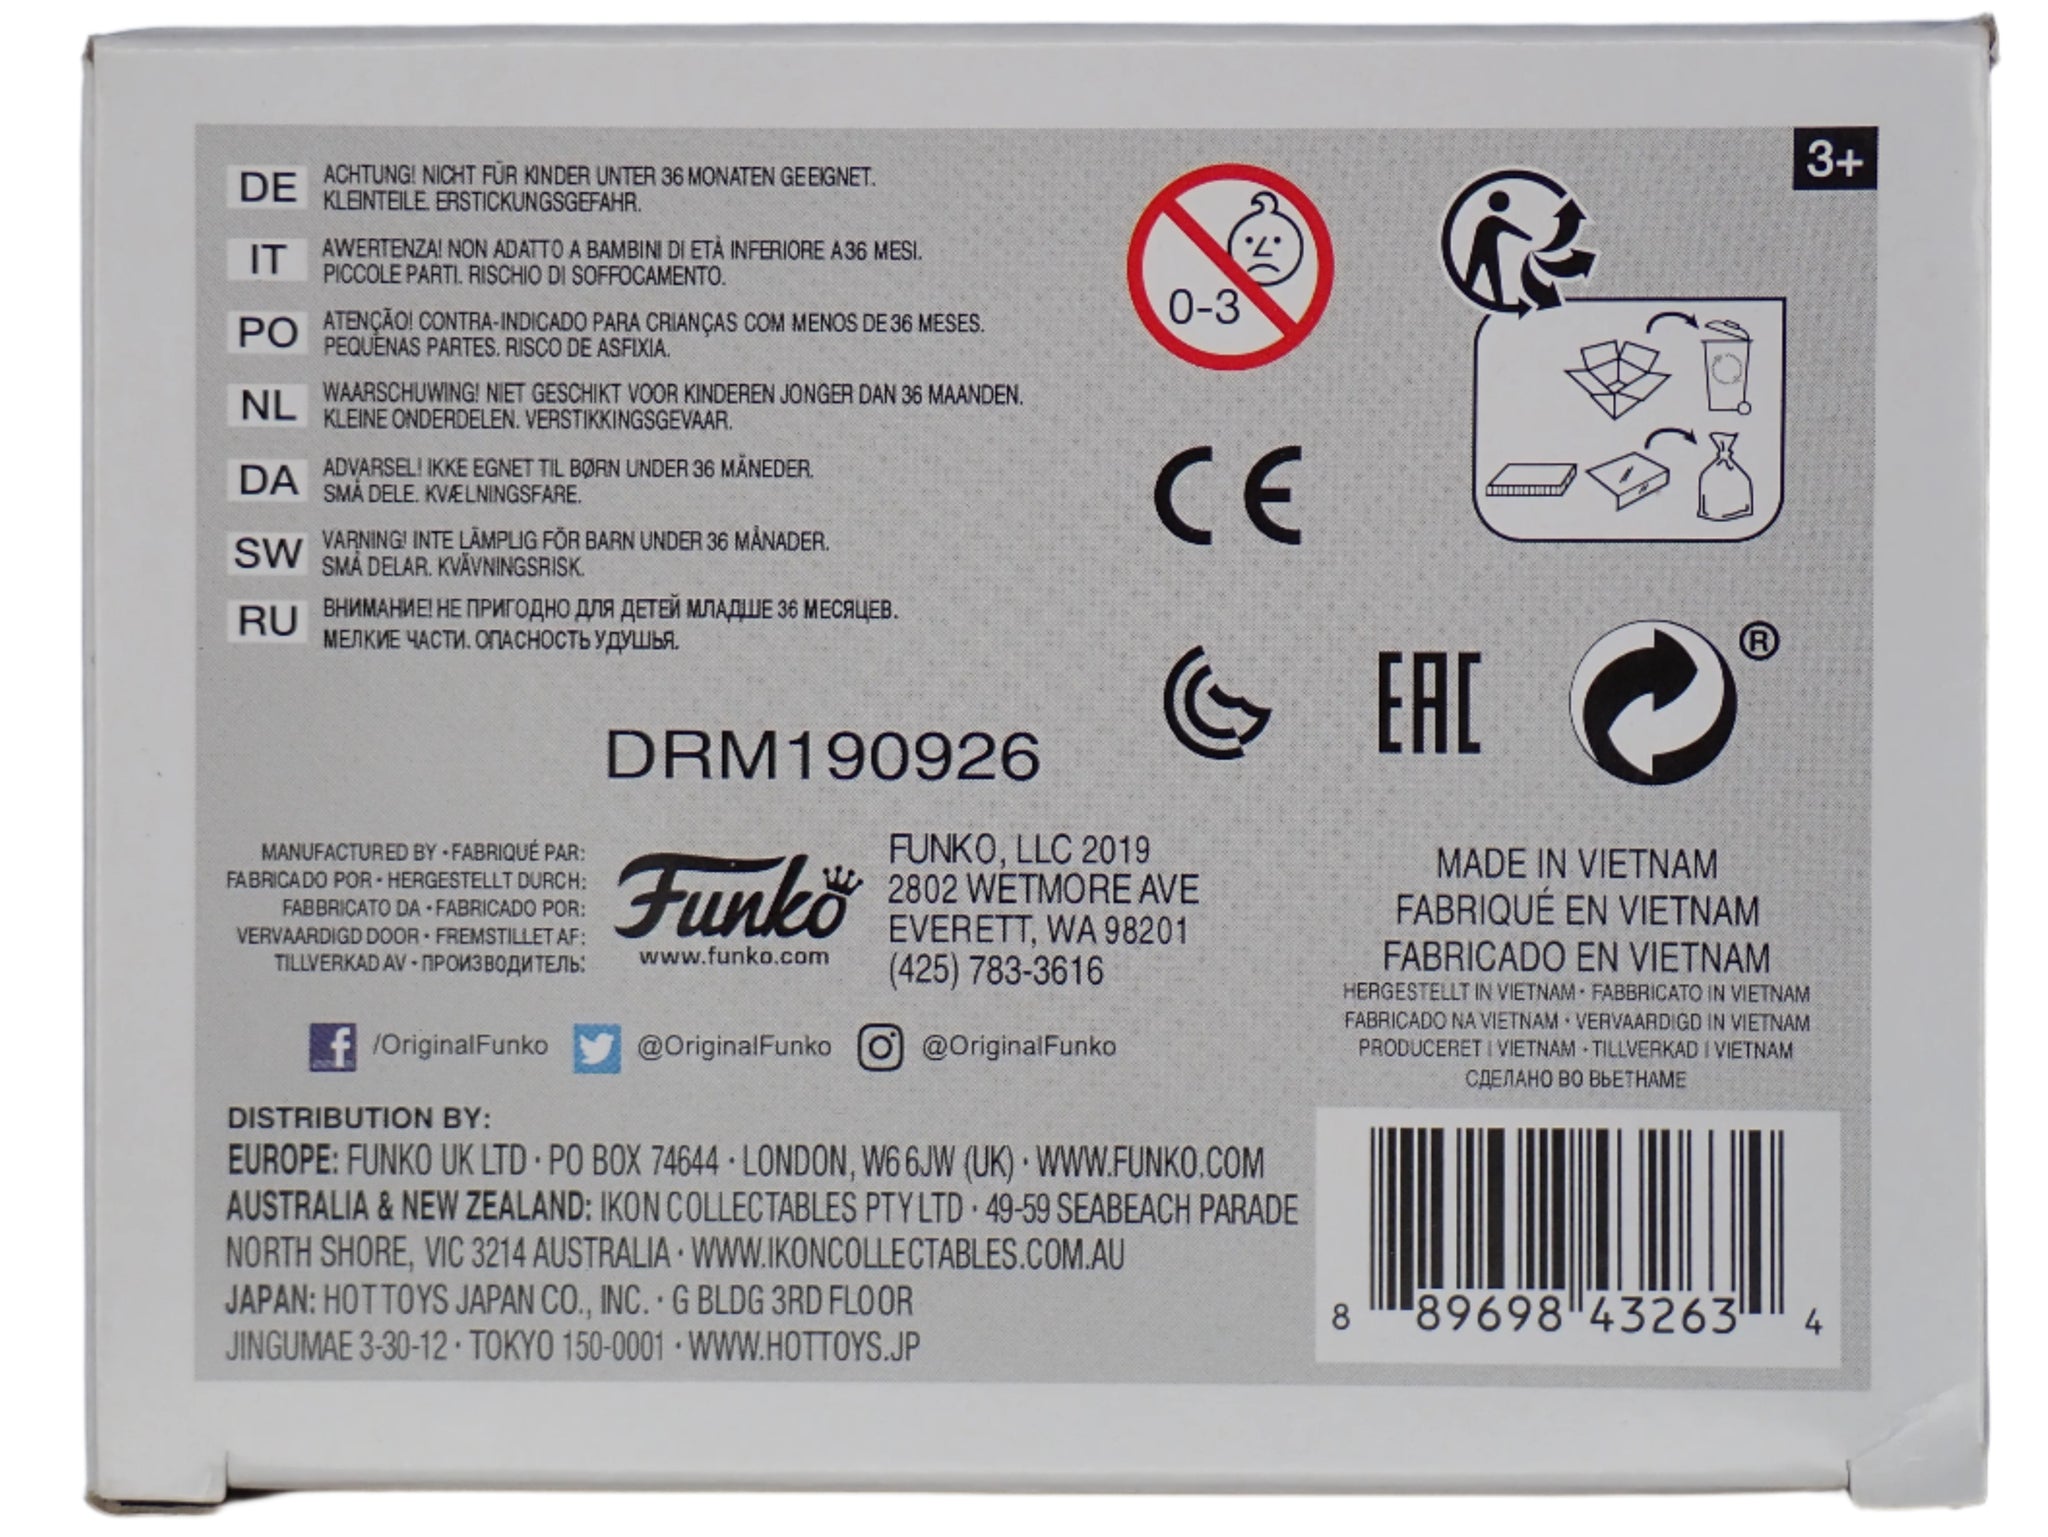 3+
DE ACHTUNG! NICHT FÜR KINDER UNTER 36 MONATEN GEEIGNET.
KLEINTEILE. ERSTICKUNGSGEFAHR.
IT AVVERTENZA! NON ADATTO A BAMBINI DI ETÀ INFERIORE A 36 MESI.
PICCOLE PARTI. RISCHIO DI SOFFOCAMENTO.
PO ATENÇÃO! CONTRA-INDICADO PARA CRIANÇAS COM MENOS DE 36 MESES.
PEQUENAS PARTES. RISCO DE ASFIXIA.
NL WAARSCHUWING! NIET GESCHIKT VOOR KINDEREN JONGER DAN 36 MAANDEN.
KLEINE ONDERDELEN. VERSTIKKINGSGEVAAR.
DA ADVARSEL! IKKE EGNET TIL BØRN UNDER 36 MÅNEDER.
SMÅ DELE. KVÆLNINGSFARE.
SW VARNING! INTE LÄMPLIG FÖR BARN UNDER 36 MÅNADER.
SMÅ DELAR. KVÄVNINGSRISK.
RU ВНИМАНИЕ! НЕ ПРИГОДНО ДЛЯ ДЕТЕЙ МЛАДШЕ 36 МЕСЯЦЕВ.
МЕЛКИЕ ЧАСТИ. ОПАСНОСТЬ УДУШЬЯ.
0-3
CE
EAC
®
DRM190926
MANUFACTURED BY • FABRIQUÉ PAR:
FABRICADO POR • HERGESTELLT DURCH:
FABBRICATO DA • FABRICADO POR:
VERVAARDIGD DOOR • FREMSTILLET AF:
TILLVERKAD AV • ПРОИЗВОДИТЕЛЬ:
Funko
www.funko.com
FUNKO, LLC 2019
2802 WETMORE AVE
EVERETT, WA 98201
(425) 783-3616
MADE IN VIETNAM
FABRIQUÉ EN VIETNAM
FABRICADO EN VIETNAM
HERGESTELLT IN VIETNAM • FABBRICATO IN VIETNAM
FABRICADO NA VIETNAM • VERVAARDIGD IN VIETNAM
PRODUCERET I VIETNAM • TILLVERKAD I VIETNAM
СДЕЛАНО ВО ВЬЕТНАМЕ
/OriginalFunko @OriginalFunko @OriginalFunko
DISTRIBUTION BY:
EUROPE: FUNKO UK LTD • PO BOX 74644 • LONDON, W6 6JW (UK) • WWW.FUNKO.COM
AUSTRALIA & NEW ZEALAND: IKON COLLECTABLES PTY LTD • 49-59 SEABEACH PARADE
NORTH SHORE, VIC 3214 AUSTRALIA • WWW.IKONCOLLECTABLES.COM.AU
JAPAN: HOT TOYS JAPAN CO., INC. • G BLDG 3RD FLOOR
JINGUMAE 3-30-12 • TOKYO 150-0001 • WWW.HOTTOYS.JP
8 89698 43263 4